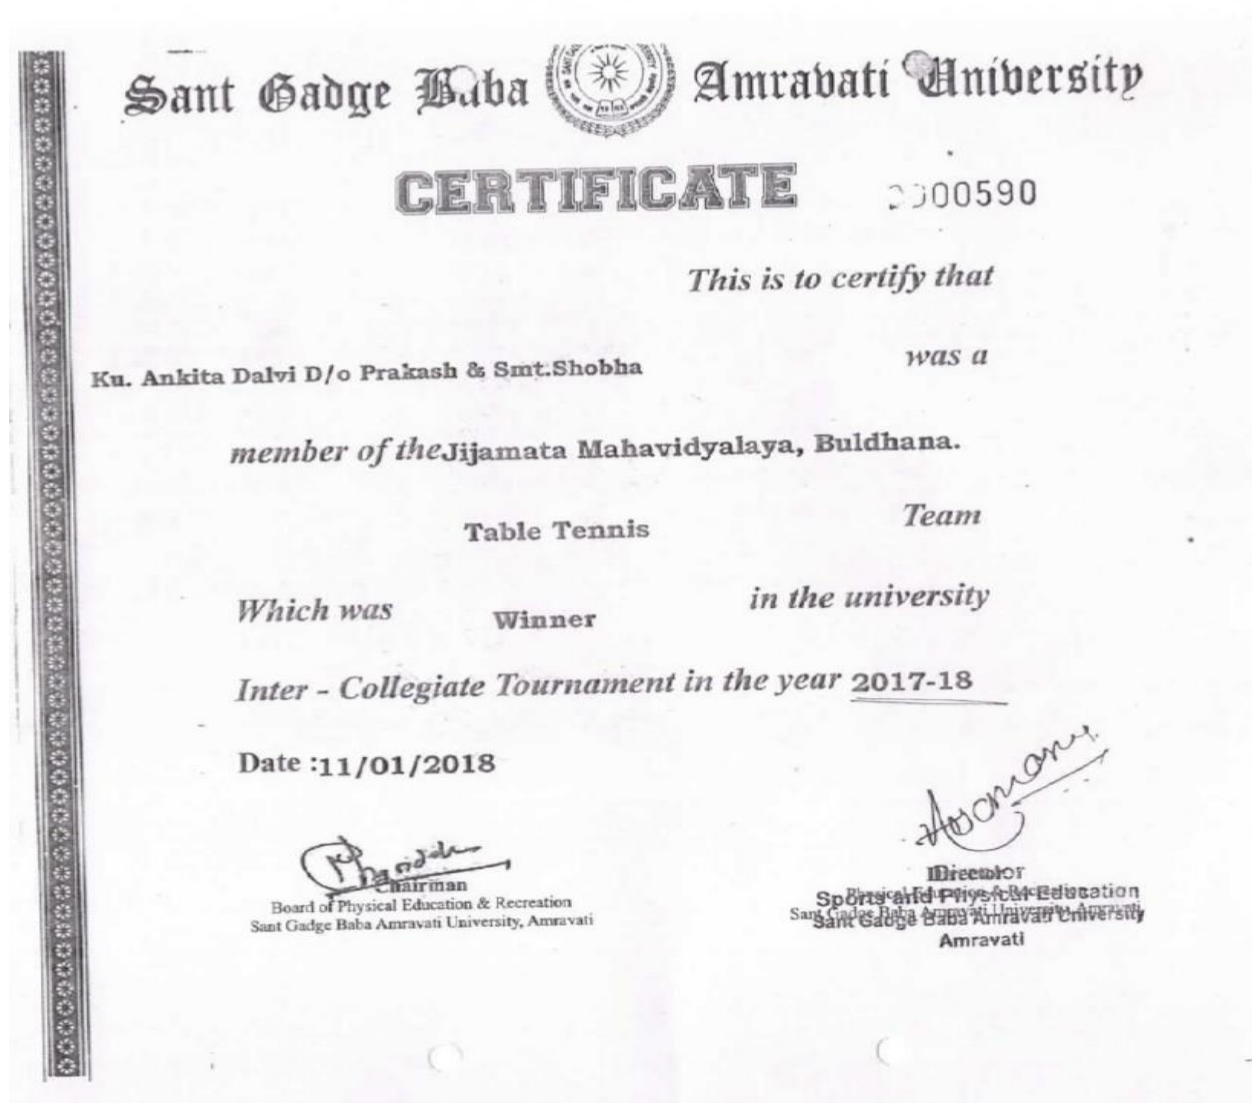 Sant Gadge Baba Amravati University
CERTIFICATE
00590
This is to certify that
Ku. Ankita Dalvi D/o Prakash & Smt.Shobha was a
member of the Jijamata Mahavidyalaya, Buldhana.
Table Tennis Team
Which was Winner in the university
Inter - Collegiate Tournament in the year 2017-18
Date :11/01/2018
Chairman
Board of Physical Education & Recreation
Sant Gadge Baba Amravati University, Amravati
Director
Sports and Physical Education
Sant Gadge Baba Amravati University
Amravati